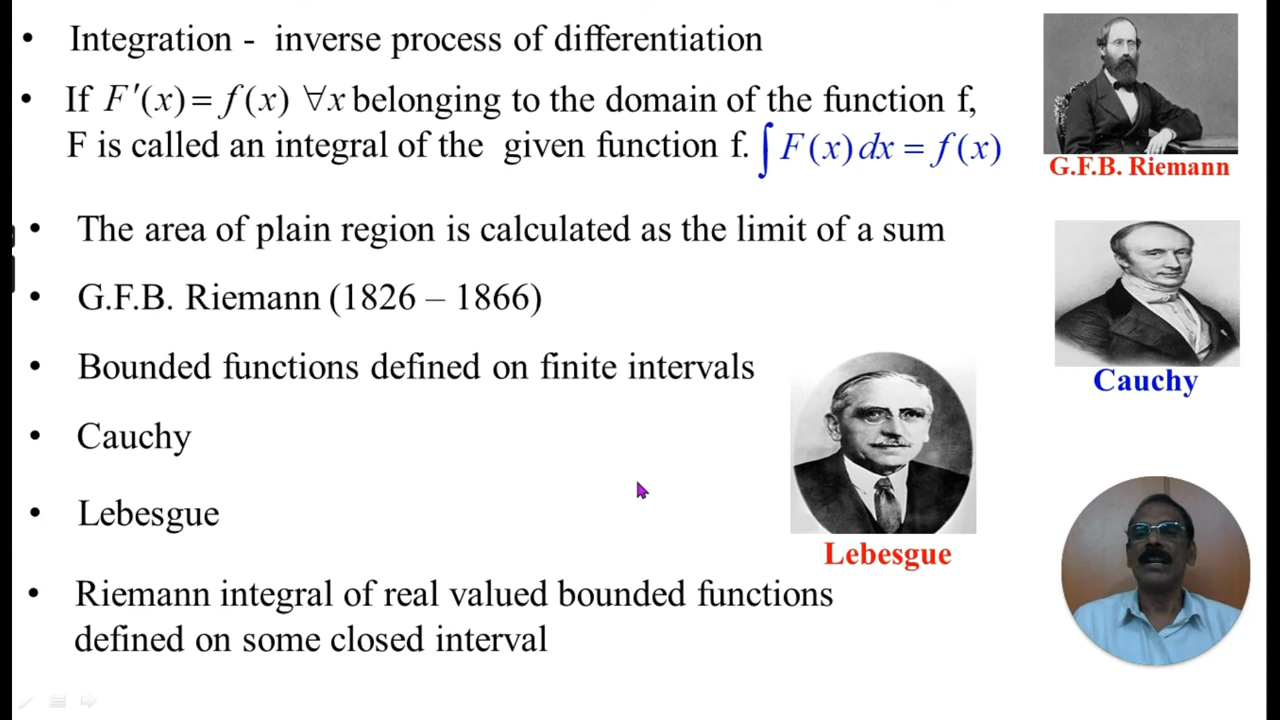 • Integration - inverse process of differentiation
• If F′(x) = f(x) ∀x belonging to the domain of the function f,
F is called an integral of the given function f. ∫ F(x) dx = f(x)
G.F.B. Riemann
• The area of plain region is calculated as the limit of a sum
• G.F.B. Riemann (1826 – 1866)
• Bounded functions defined on finite intervals
Cauchy
• Cauchy
• Lebesgue
Lebesgue
• Riemann integral of real valued bounded functions
defined on some closed interval